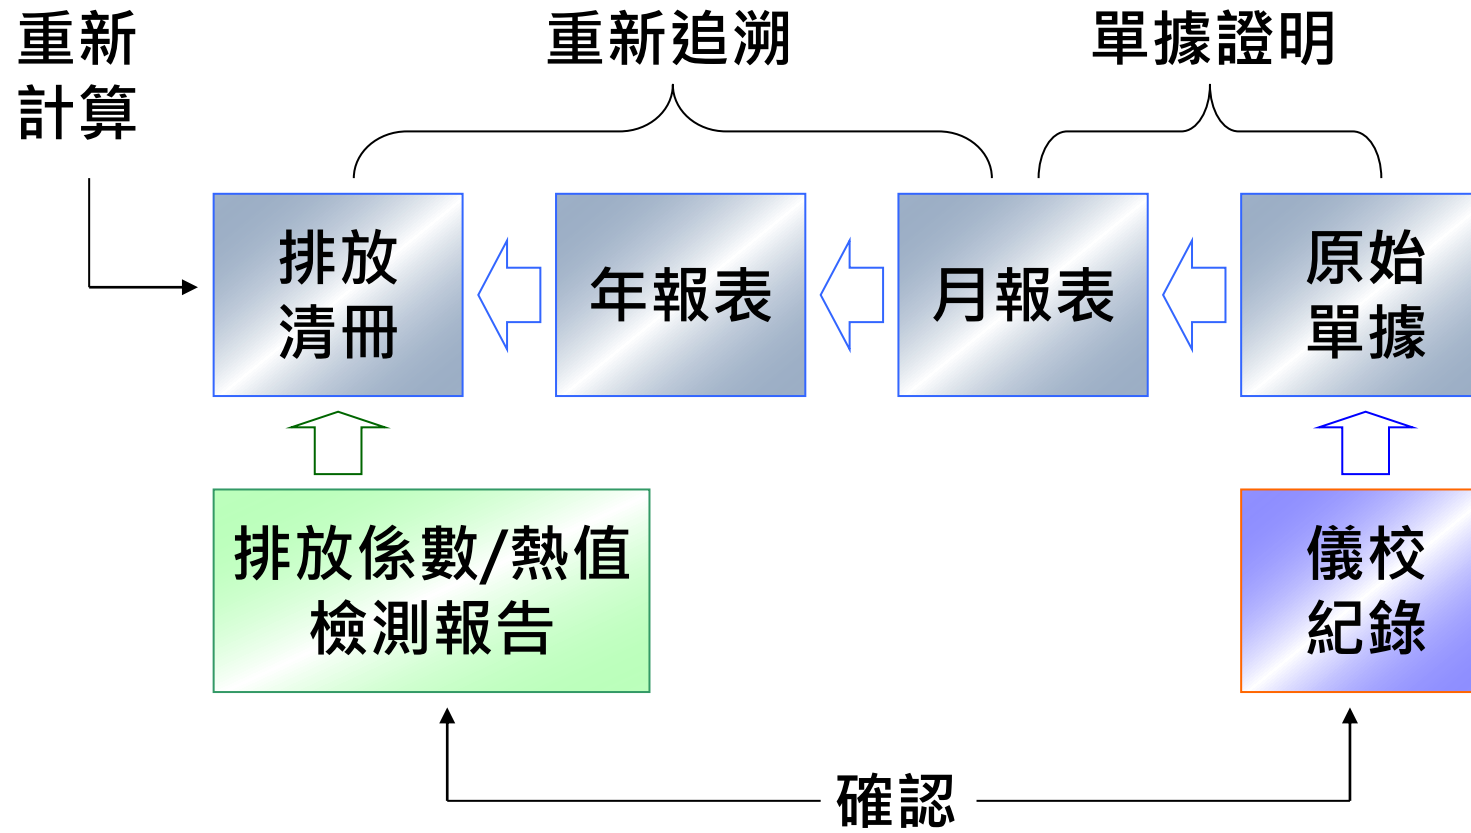 重新
計算
重新追溯
單據證明
排放
清冊
年報表
月報表
原始
單據
排放係數/熱值
檢測報告
儀校
紀錄
確認